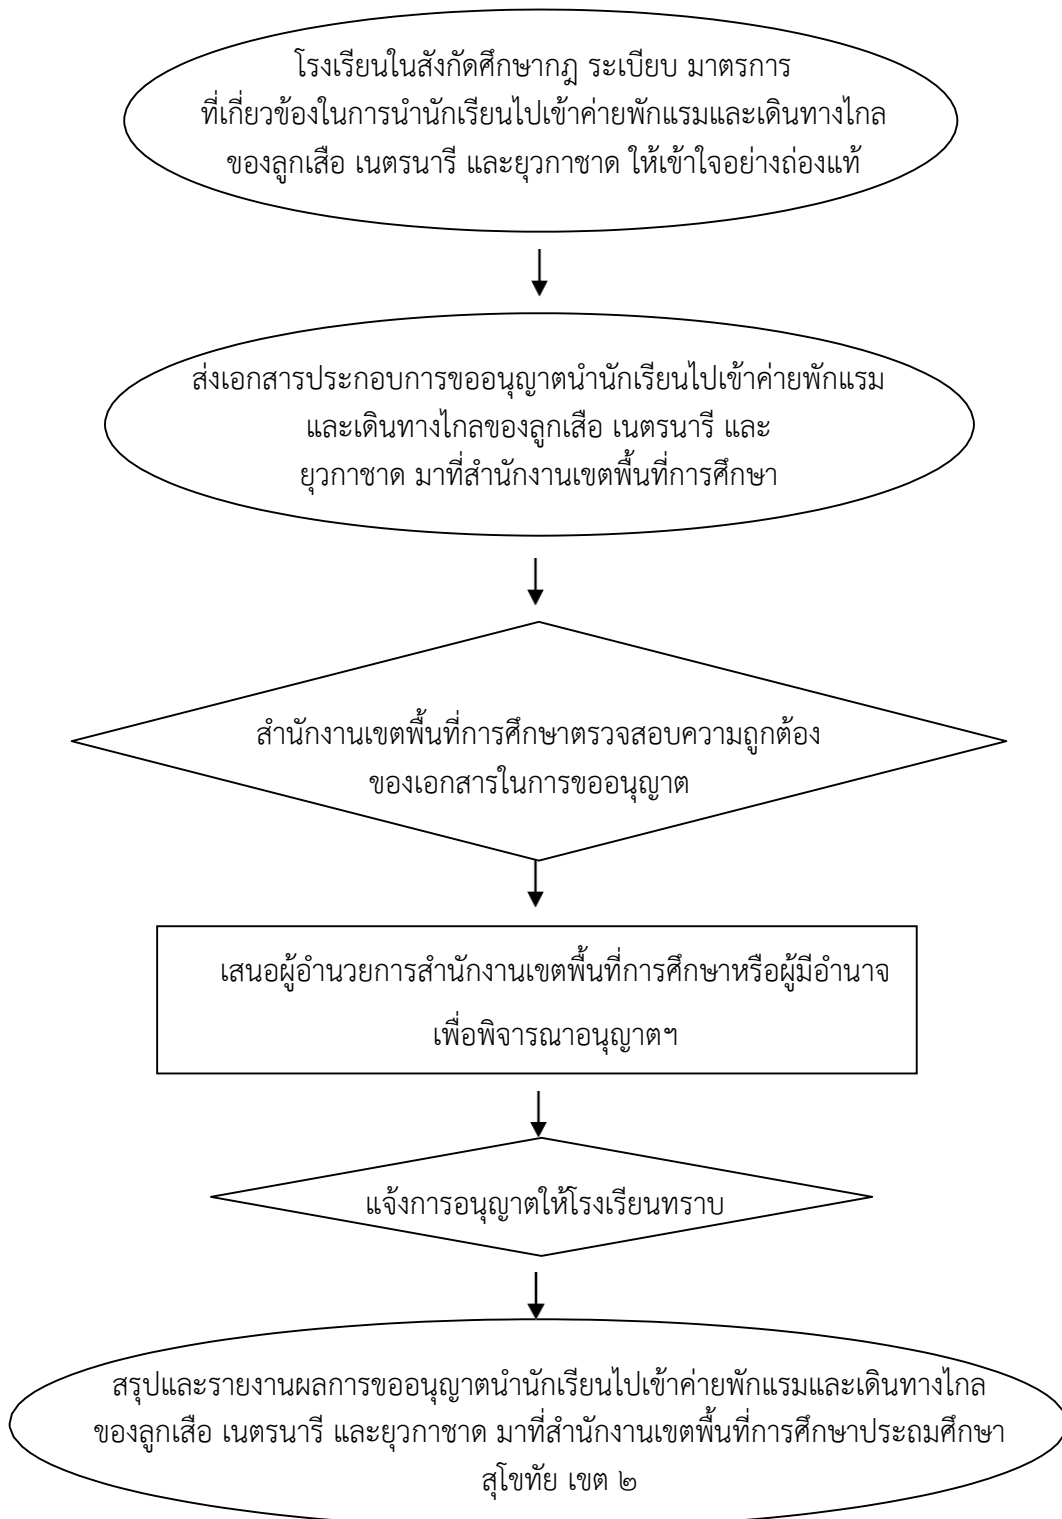 โรงเรียนในสังกัดศึกษากฎ ระเบียบ มาตรการ
ที่เกี่ยวข้องในการนำนักเรียนไปเข้าค่ายพักแรมและเดินทางไกล
ของลูกเสือ เนตรนารี และยุวกาชาด ให้เข้าใจอย่างถ่องแท้
ส่งเอกสารประกอบการขออนุญาตนำนักเรียนไปเข้าค่ายพักแรม
และเดินทางไกลของลูกเสือ เนตรนารี และ
ยุวกาชาด มาที่สำนักงานเขตพื้นที่การศึกษา
สำนักงานเขตพื้นที่การศึกษาตรวจสอบความถูกต้อง
ของเอกสารในการขออนุญาต
เสนอผู้อำนวยการสำนักงานเขตพื้นที่การศึกษาหรือผู้มีอำนาจ
เพื่อพิจารณาอนุญาตฯ
แจ้งการอนุญาตให้โรงเรียนทราบ
สรุปและรายงานผลการขออนุญาตนำนักเรียนไปเข้าค่ายพักแรมและเดินทางไกล
ของลูกเสือ เนตรนารี และยุวกาชาด มาที่สำนักงานเขตพื้นที่การศึกษาประถมศึกษา
สุโขทัย เขต ๒